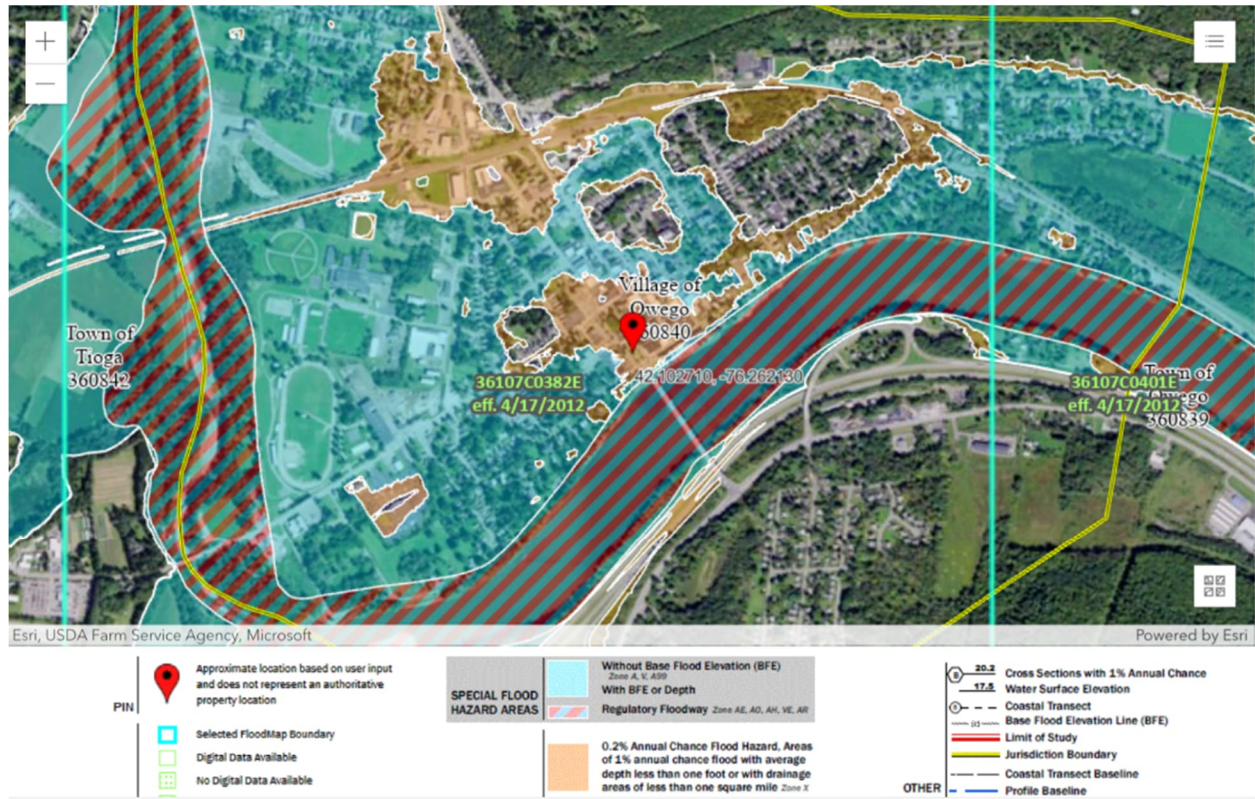 +
−
Village of
Owego
360840
Town of
Tioga
360842
42.102710, -76.262130
36107C0382E
eff. 4/17/2012
36107C0401E
eff. 4/17/2012
Town of
Owego
360839
Esri, USDA Farm Service Agency, Microsoft
Powered by Esri
PIN
Approximate location based on user input
and does not represent an authoritative
property location
Selected FloodMap Boundary
Digital Data Available
No Digital Data Available
SPECIAL FLOOD
HAZARD AREAS
Without Base Flood Elevation (BFE)
Zone A, V, A99
With BFE or Depth
Regulatory Floodway Zone AE, AO, AH, VE, AR
0.2% Annual Chance Flood Hazard, Areas
of 1% annual chance flood with average
depth less than one foot or with drainage
areas of less than one square mile Zone X
OTHER
20.2
Cross Sections with 1% Annual Chance
17.5
Water Surface Elevation
Coastal Transect
Base Flood Elevation Line (BFE)
Limit of Study
Jurisdiction Boundary
Coastal Transect Baseline
Profile Baseline